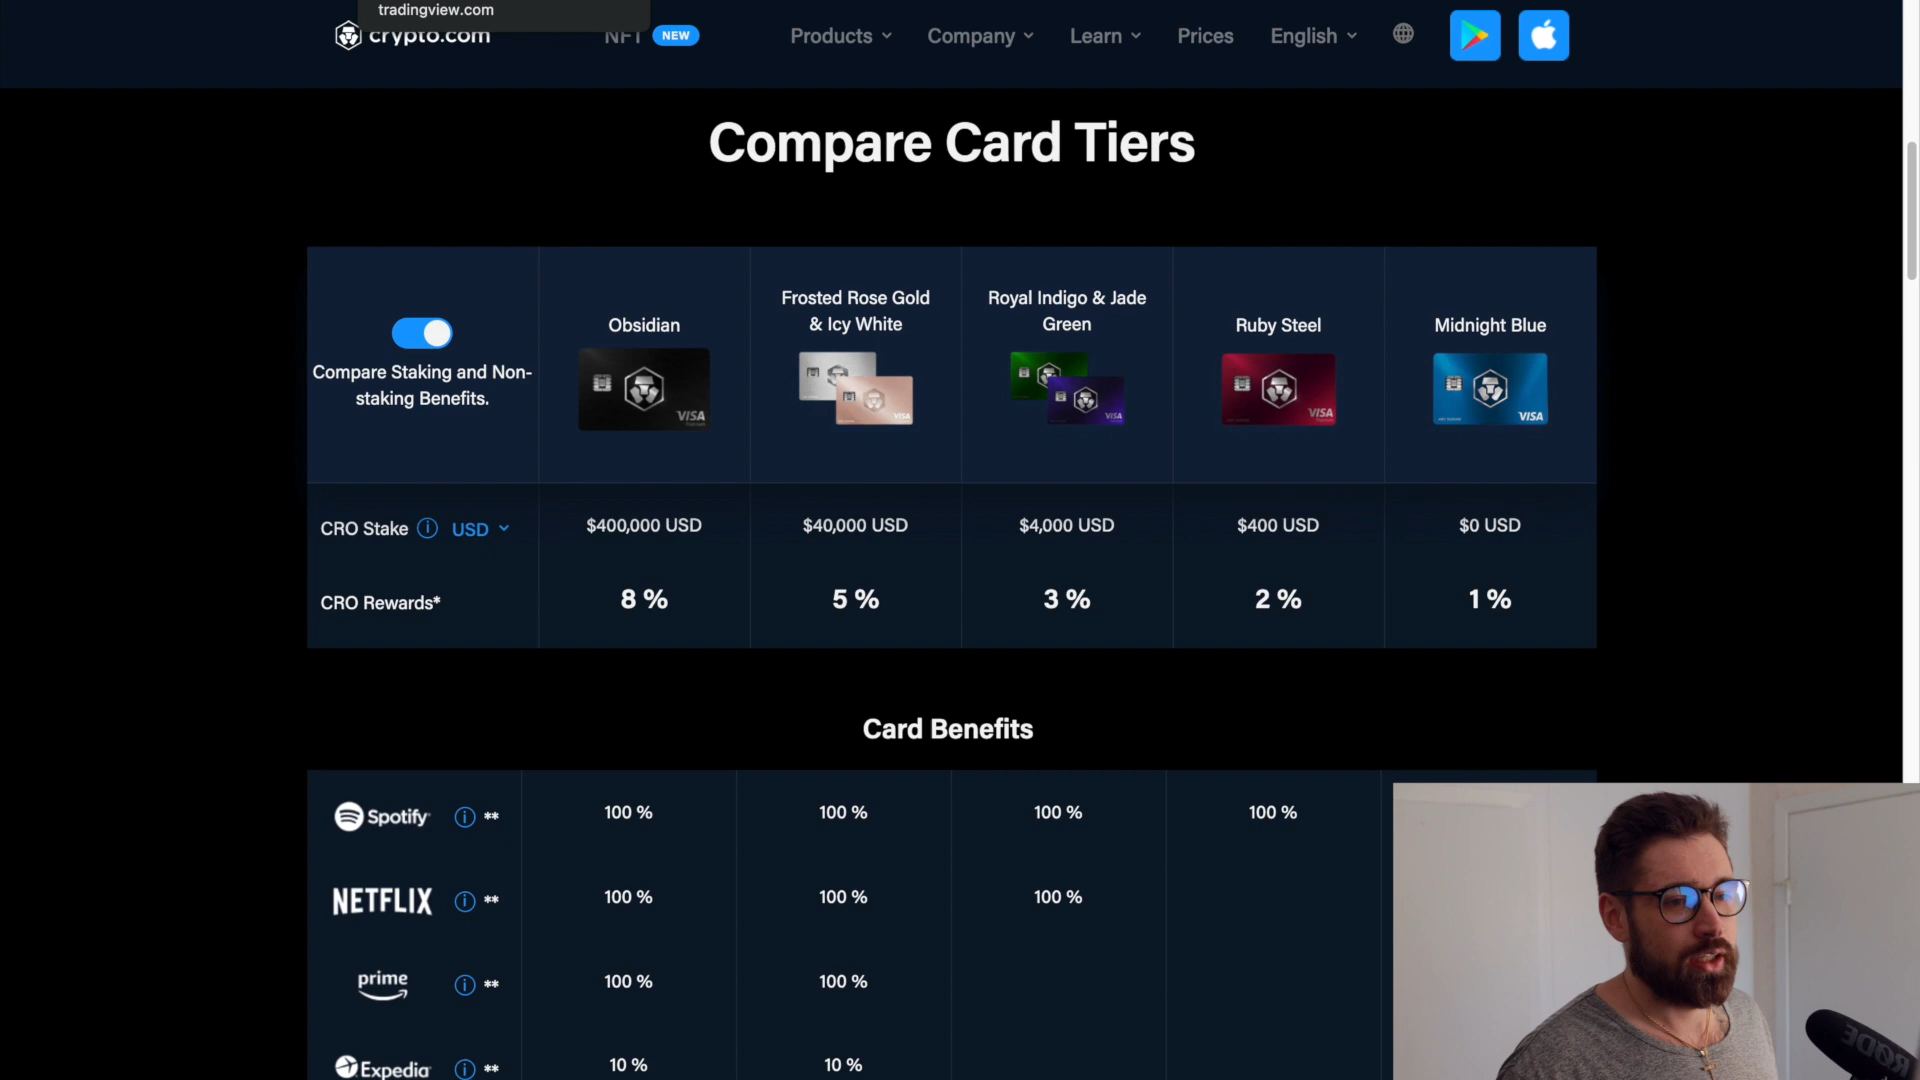 tradingview.com
crypto.com
NFT NEW
Products
Company
Learn
Prices
English
Compare Card Tiers
Compare Staking and Non-
staking Benefits.
Obsidian
Frosted Rose Gold
& Icy White
Royal Indigo & Jade
Green
Ruby Steel
Midnight Blue
VISA
VISA
VISA
VISA
VISA
CRO Stake USD
$400,000 USD
$40,000 USD
$4,000 USD
$400 USD
$0 USD
CRO Rewards*
8 %
5 %
3 %
2 %
1 %
Card Benefits
Spotify **
100 %
100 %
100 %
100 %
NETFLIX **
100 %
100 %
100 %
prime **
100 %
100 %
Expedia **
10 %
10 %
RØDE